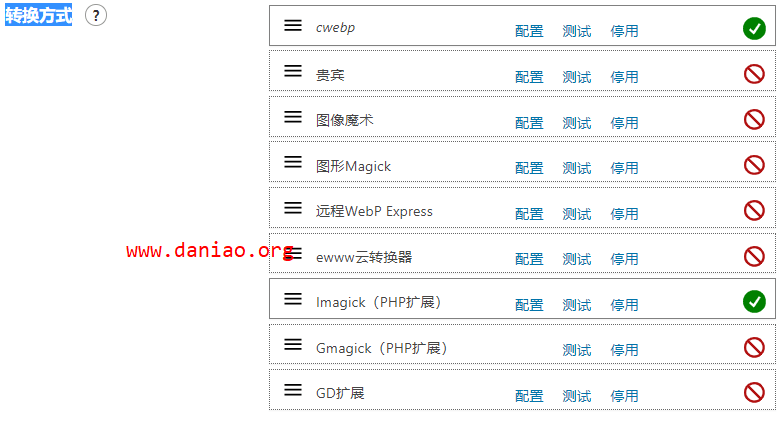 转换方式 ?
cwebp 配置 测试 停用
贵宾 配置 测试 停用
图像魔术 配置 测试 停用
图形Magick 配置 测试 停用
远程WebP Express 配置 测试 停用
www.daniao.org
ewww云转换器 配置 测试 停用
Imagick（PHP扩展） 配置 测试 停用
Gmagick（PHP扩展） 测试 停用
GD扩展 配置 测试 停用